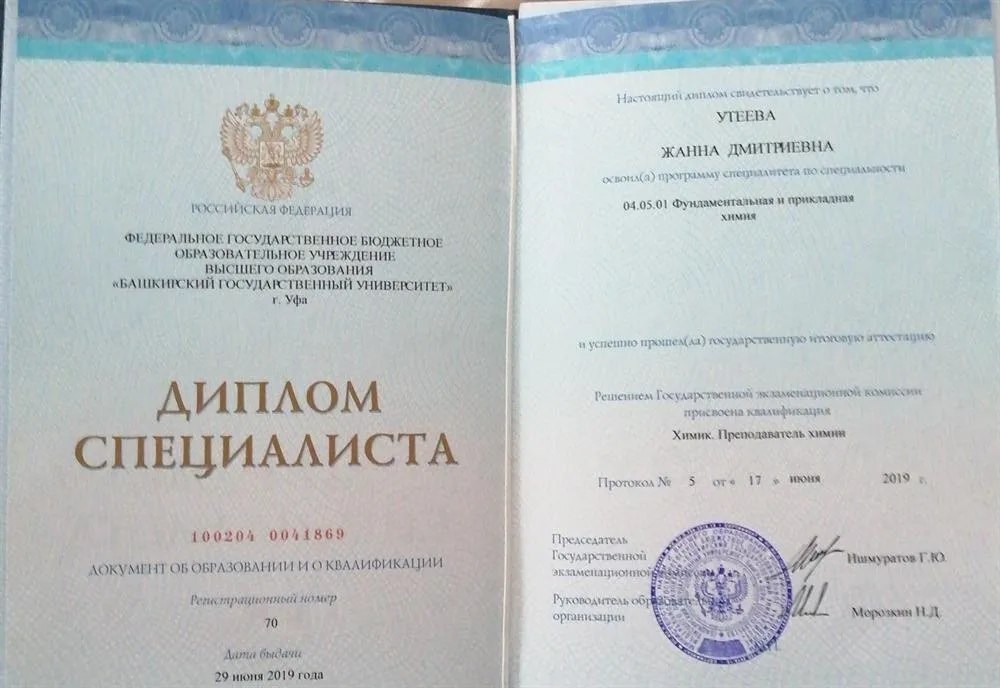 РОССИЙСКАЯ ФЕДЕРАЦИЯ
ФЕДЕРАЛЬНОЕ ГОСУДАРСТВЕННОЕ БЮДЖЕТНОЕ
ОБРАЗОВАТЕЛЬНОЕ УЧРЕЖДЕНИЕ
ВЫСШЕГО ОБРАЗОВАНИЯ
«БАШКИРСКИЙ ГОСУДАРСТВЕННЫЙ УНИВЕРСИТЕТ»
г. Уфа
ДИПЛОМ
СПЕЦИАЛИСТА
100204 0041869
ДОКУМЕНТ ОБ ОБРАЗОВАНИИ И О КВАЛИФИКАЦИИ
Регистрационный номер
70
Дата выдачи
29 июня 2019 года
Настоящий диплом свидетельствует о том, что
УТЕЕВА
ЖАННА ДМИТРИЕВНА
освоил(а) программу специалитета по специальности
04.05.01 Фундаментальная и прикладная
химия
и успешно прошел(ла) государственную итоговую аттестацию
Решением Государственной экзаменационной комиссии
присвоена квалификация
Химик. Преподаватель химии
Протокол № 5 от « 17 » июня 2019 г.
Председатель
Государственной
экзаменационной
Ишмуратов Г.Ю.
Руководитель
организации
Морозкин Н.Д.